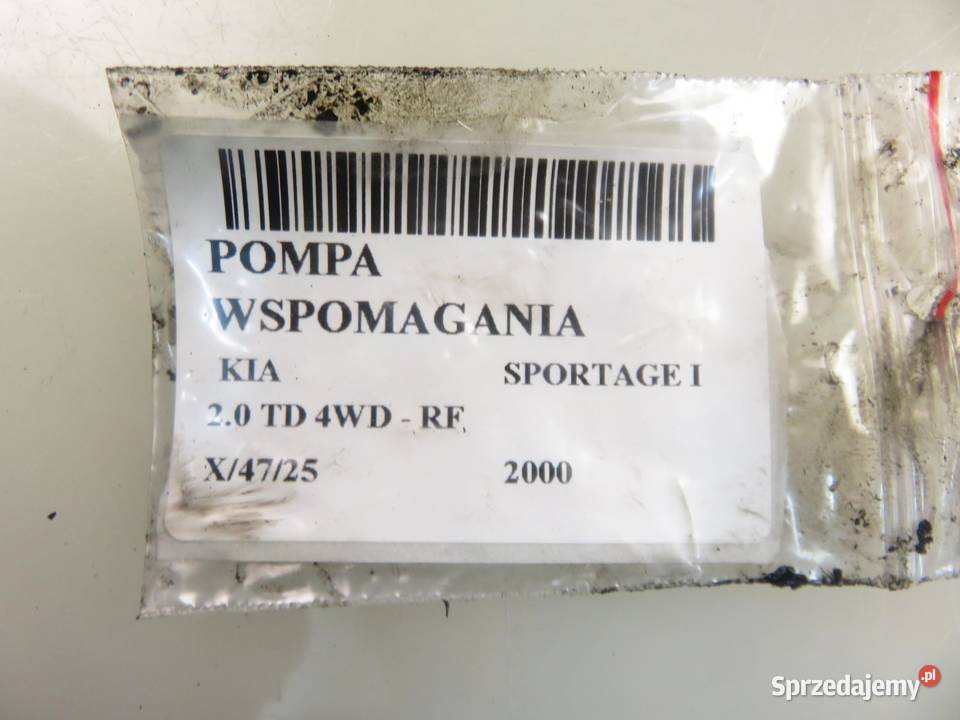 POMPA
WSPOMAGANIA
KIA SPORTAGE I
2.0 TD 4WD - RF
X/47/25 2000
Sprzedajemy.pl